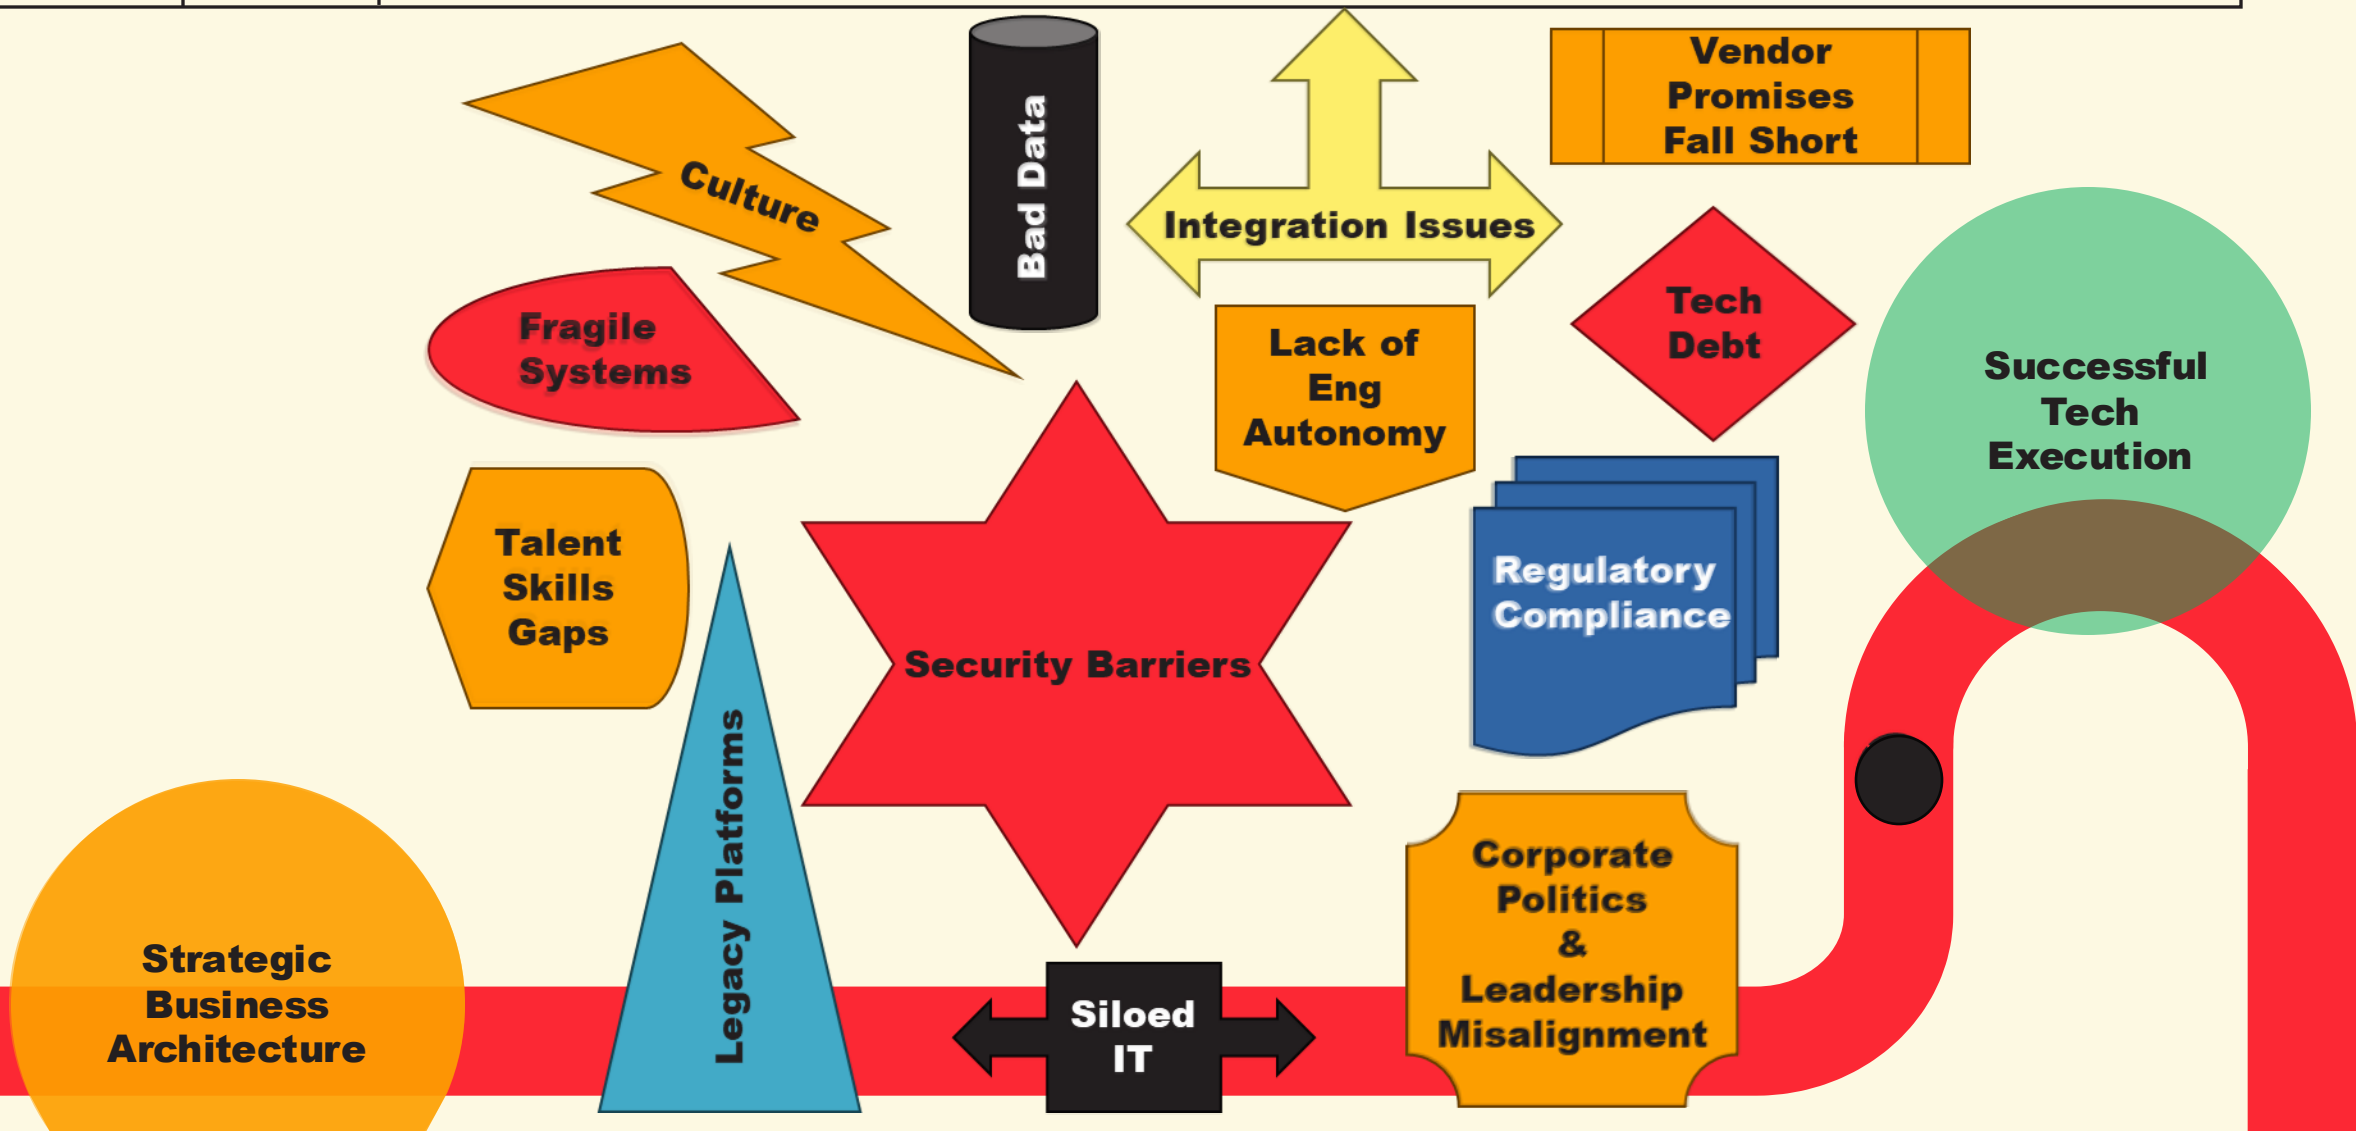 Vendor
Promises
Fall Short
Culture
Bad Data
Integration Issues
Fragile
Systems
Lack of
Eng
Autonomy
Tech
Debt
Successful
Tech
Execution
Talent
Skills
Gaps
Security Barriers
Regulatory
Compliance
Legacy Platforms
Corporate
Politics
&
Leadership
Misalignment
Strategic
Business
Architecture
Siloed
IT